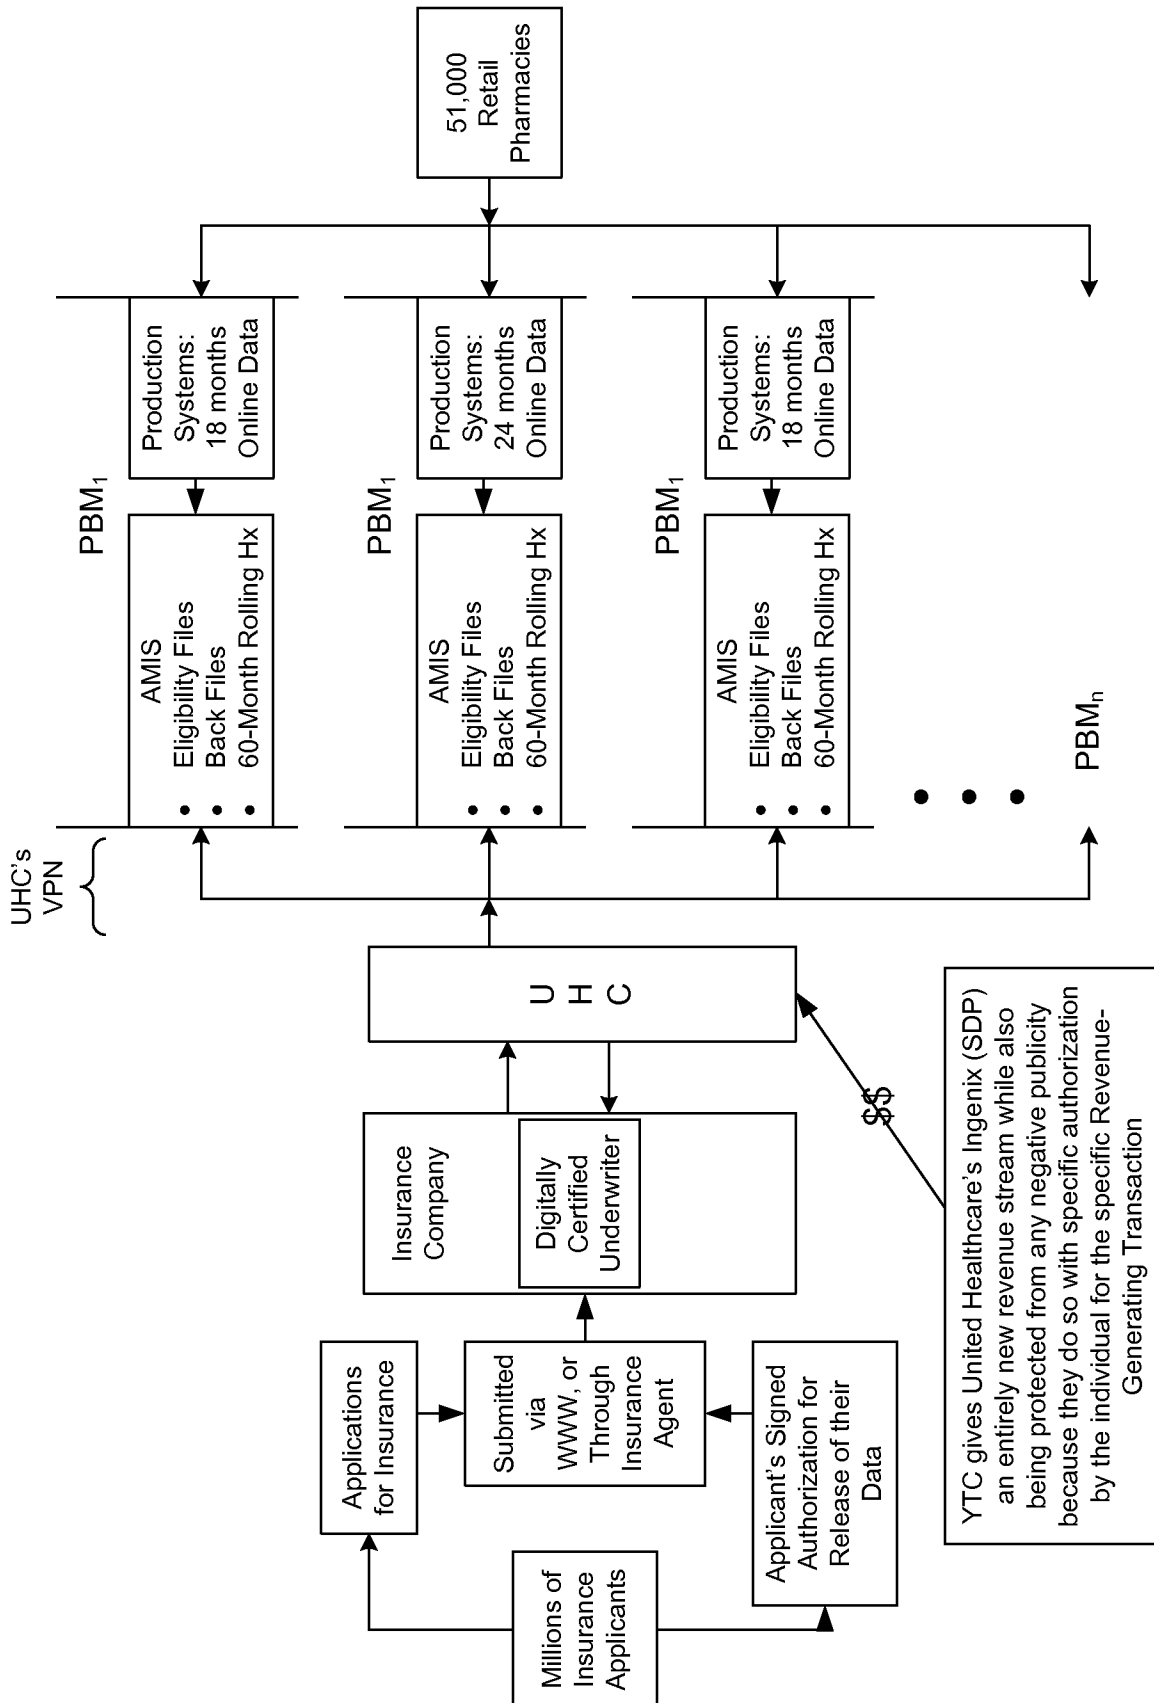 Millions of
Insurance
Applicants
Applications
for Insurance
Applicant's Signed
Authorization for
Release of their
Data
Submitted
via
WWW, or
Through
Insurance
Agent
Insurance
Company
Digitally
Certified
Underwriter
U
H
C
UHC's
VPN
PBM1
AMIS
• Eligibility Files
• Back Files
• 60-Month Rolling Hx
Production
Systems:
18 months
Online Data
PBM1
AMIS
• Eligibility Files
• Back Files
• 60-Month Rolling Hx
Production
Systems:
24 months
Online Data
PBM1
AMIS
• Eligibility Files
• Back Files
• 60-Month Rolling Hx
Production
Systems:
18 months
Online Data
PBMn
51,000
Retail
Pharmacies
$$
YTC gives United Healthcare's Ingenix (SDP)
an entirely new revenue stream while also
being protected from any negative publicity
because they do so with specific authorization
by the individual for the specific Revenue-
Generating Transaction